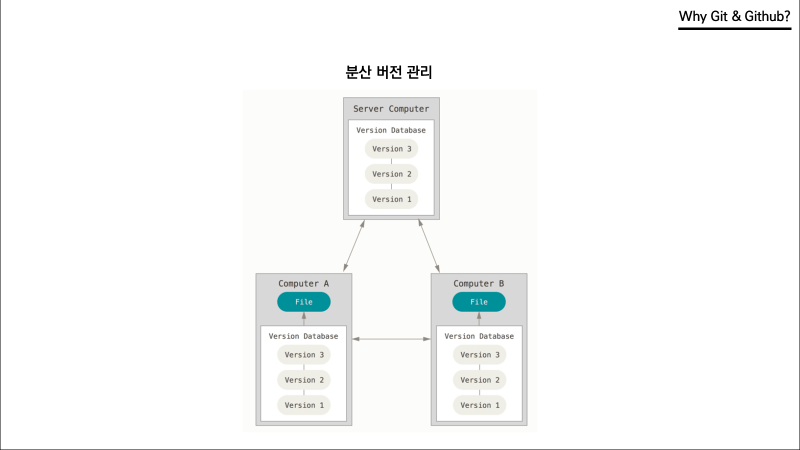 Why Git & Github?
분산 버전 관리
Server Computer
Version Database
Version 3
Version 2
Version 1
Computer A
File
Version Database
Version 3
Version 2
Version 1
Computer B
File
Version Database
Version 3
Version 2
Version 1